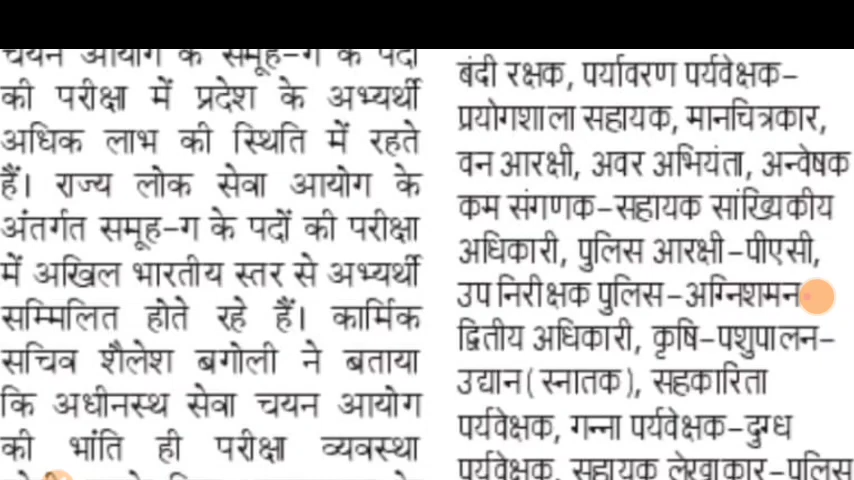 चयन आयोग के समूह-ग के पदों
की परीक्षा में प्रदेश के अभ्यर्थी
अधिक लाभ की स्थिति में रहते
हैं। राज्य लोक सेवा आयोग के
अंतर्गत समूह-ग के पदों की परीक्षा
में अखिल भारतीय स्तर से अभ्यर्थी
सम्मिलित होते रहे हैं। कार्मिक
सचिव शैलेश बगोली ने बताया
कि अधीनस्थ सेवा चयन आयोग
की भांति ही परीक्षा व्यवस्था
बंदी रक्षक, पर्यावरण पर्यवेक्षक-
प्रयोगशाला सहायक, मानचित्रकार,
वन आरक्षी, अवर अभियंता, अन्वेषक
कम संगणक-सहायक सांख्यिकीय
अधिकारी, पुलिस आरक्षी-पीएसी,
उप निरीक्षक पुलिस-अग्निशमन
द्वितीय अधिकारी, कृषि-पशुपालन-
उद्यान(स्नातक), सहकारिता
पर्यवेक्षक, गन्ना पर्यवेक्षक-दुग्ध
पर्यवेक्षक, सहायक लेखाकार-पुलिस